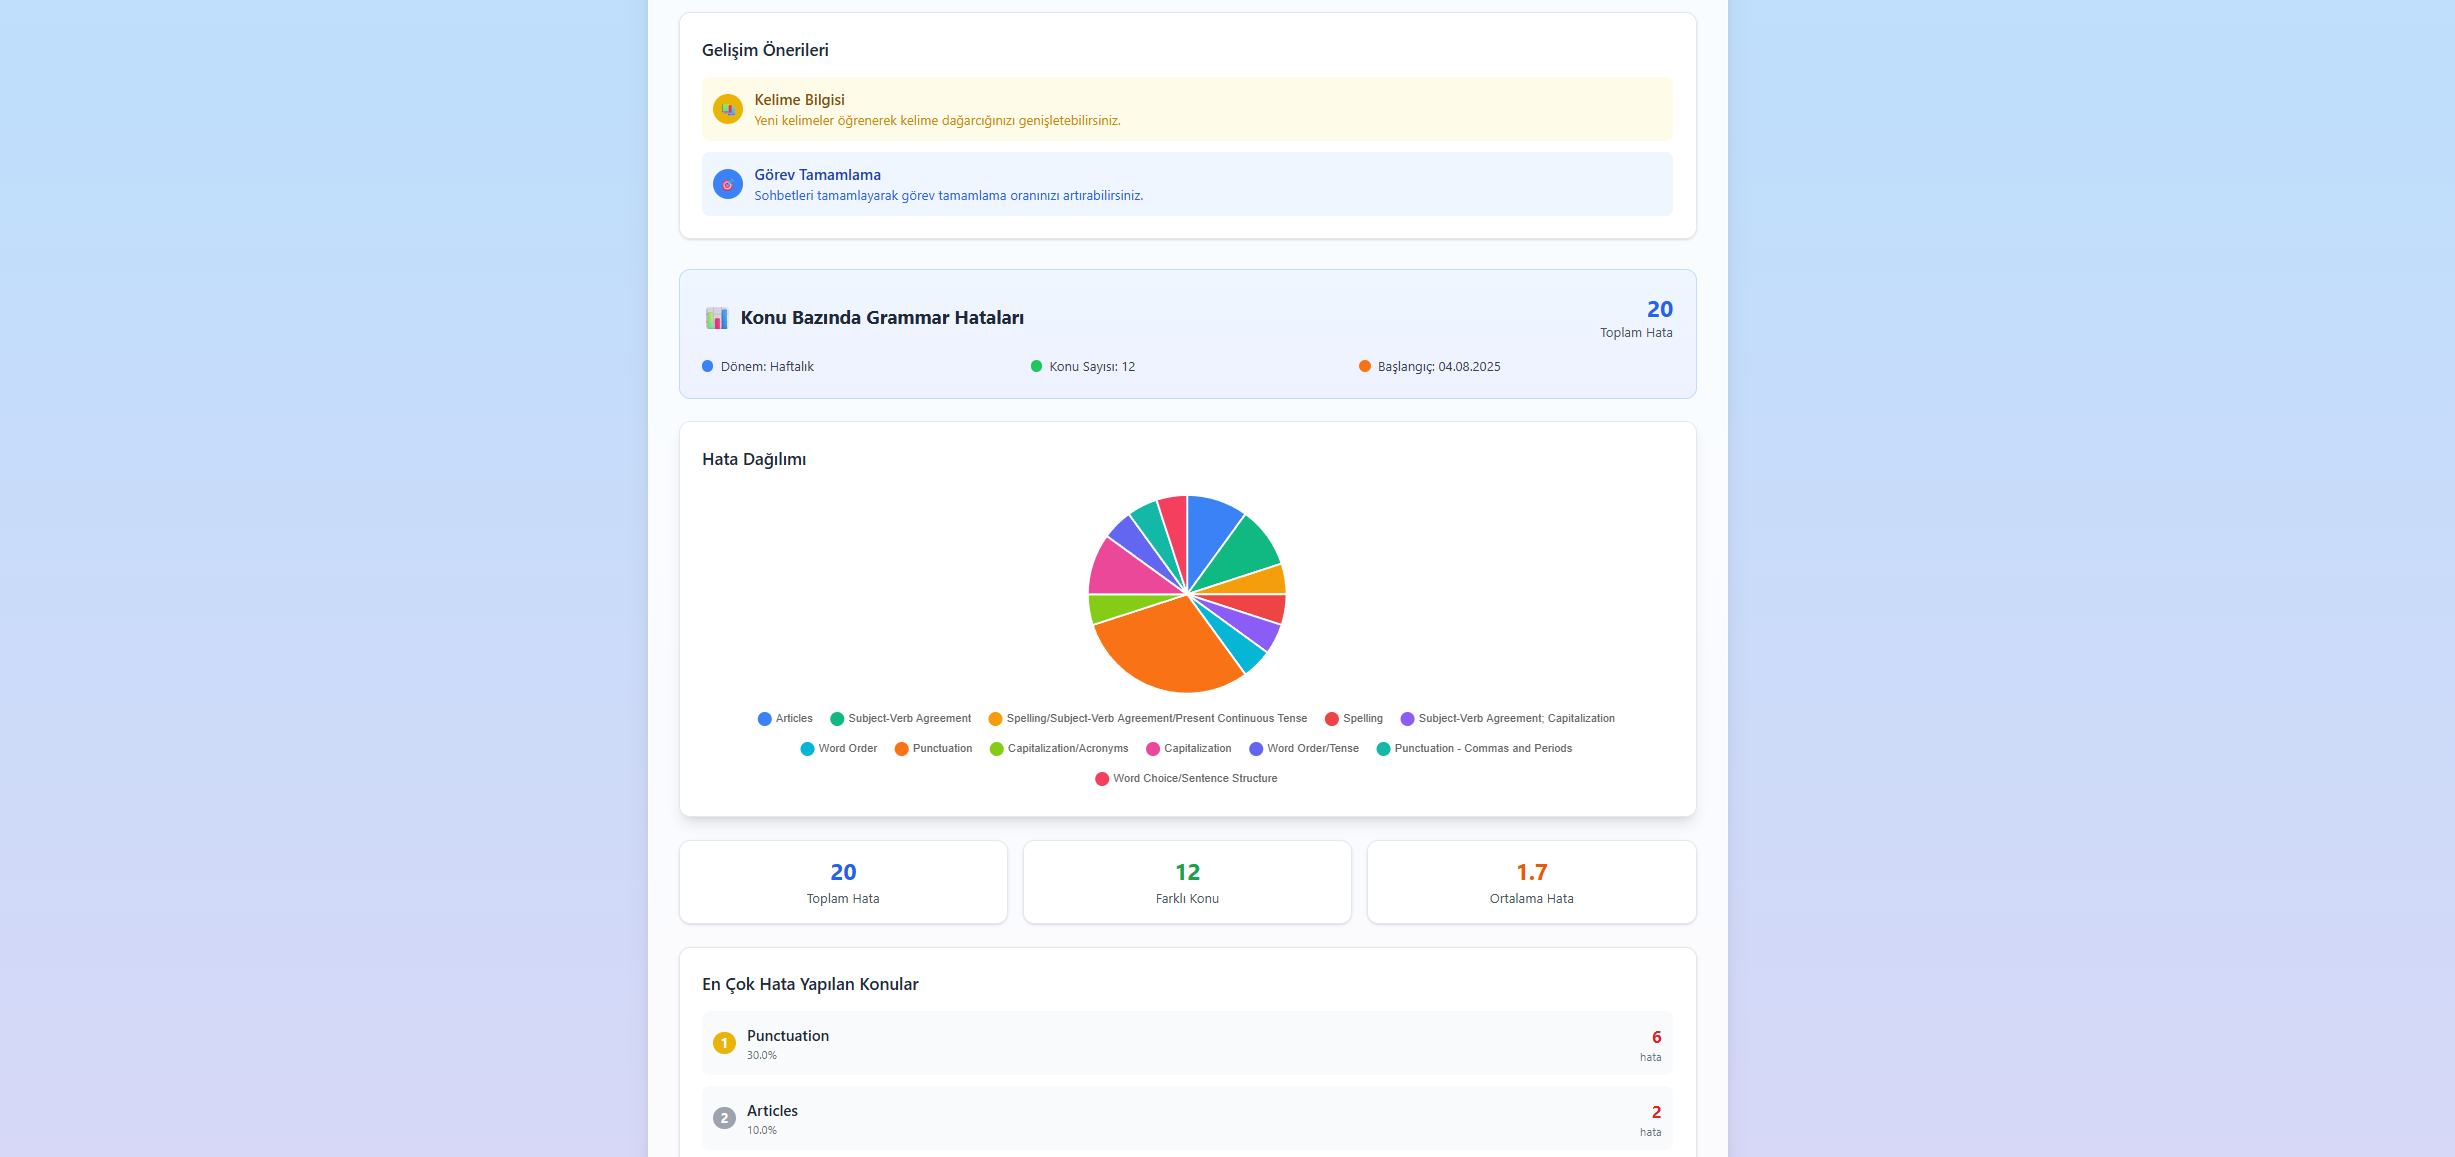 Gelişim Önerileri
Kelime Bilgisi
Yeni kelimeler öğrenerek kelime dağarcığınızı genişletebilirsiniz.
Görev Tamamlama
Sohbetleri tamamlayarak görev tamamlama oranınızı artırabilirsiniz.
Konu Bazında Grammar Hataları
20
Toplam Hata
Dönem: Haftalık
Konu Sayısı: 12
Başlangıç: 04.08.2025
Hata Dağılımı
Articles
Subject-Verb Agreement
Spelling/Subject-Verb Agreement/Present Continuous Tense
Spelling
Subject-Verb Agreement; Capitalization
Word Order
Punctuation
Capitalization/Acronyms
Capitalization
Word Order/Tense
Punctuation - Commas and Periods
Word Choice/Sentence Structure
20
Toplam Hata
12
Farklı Konu
1.7
Ortalama Hata
En Çok Hata Yapılan Konular
1
Punctuation
30.0%
6
hata
2
Articles
10.0%
2
hata